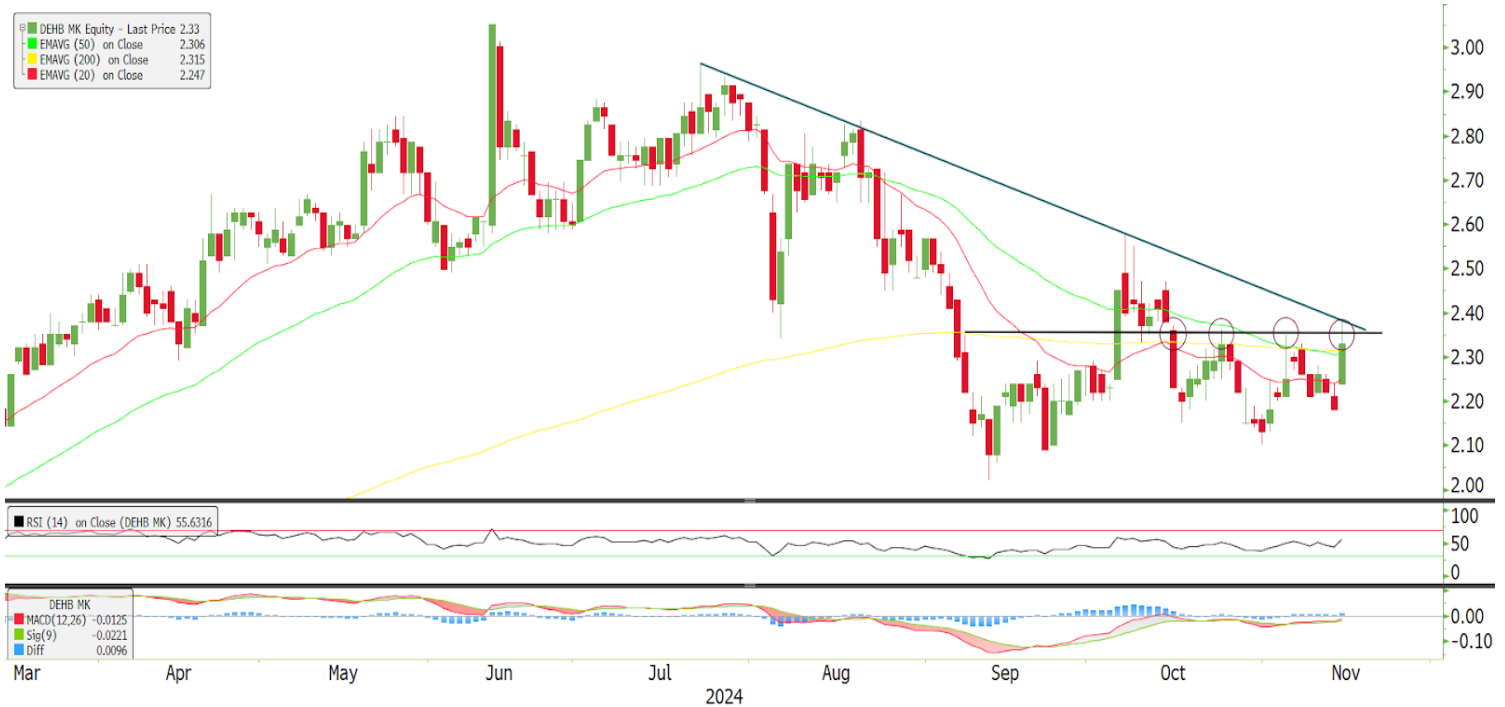 DEHB MK Equity - Last Price 2.33
EMAVG (50) on Close 2.306
EMAVG (200) on Close 2.315
EMAVG (20) on Close 2.247
3.00
2.90
2.80
2.70
2.60
2.50
2.40
2.30
2.20
2.10
2.00
RSI (14) on Close (DEHB MK) 55.6316
100
50
0
DEHB MK
MACD(12,26) -0.0125
Sig(9) -0.0221
Diff 0.0096
0.00
-0.10
Mar Apr May Jun Jul Aug Sep Oct Nov
2024